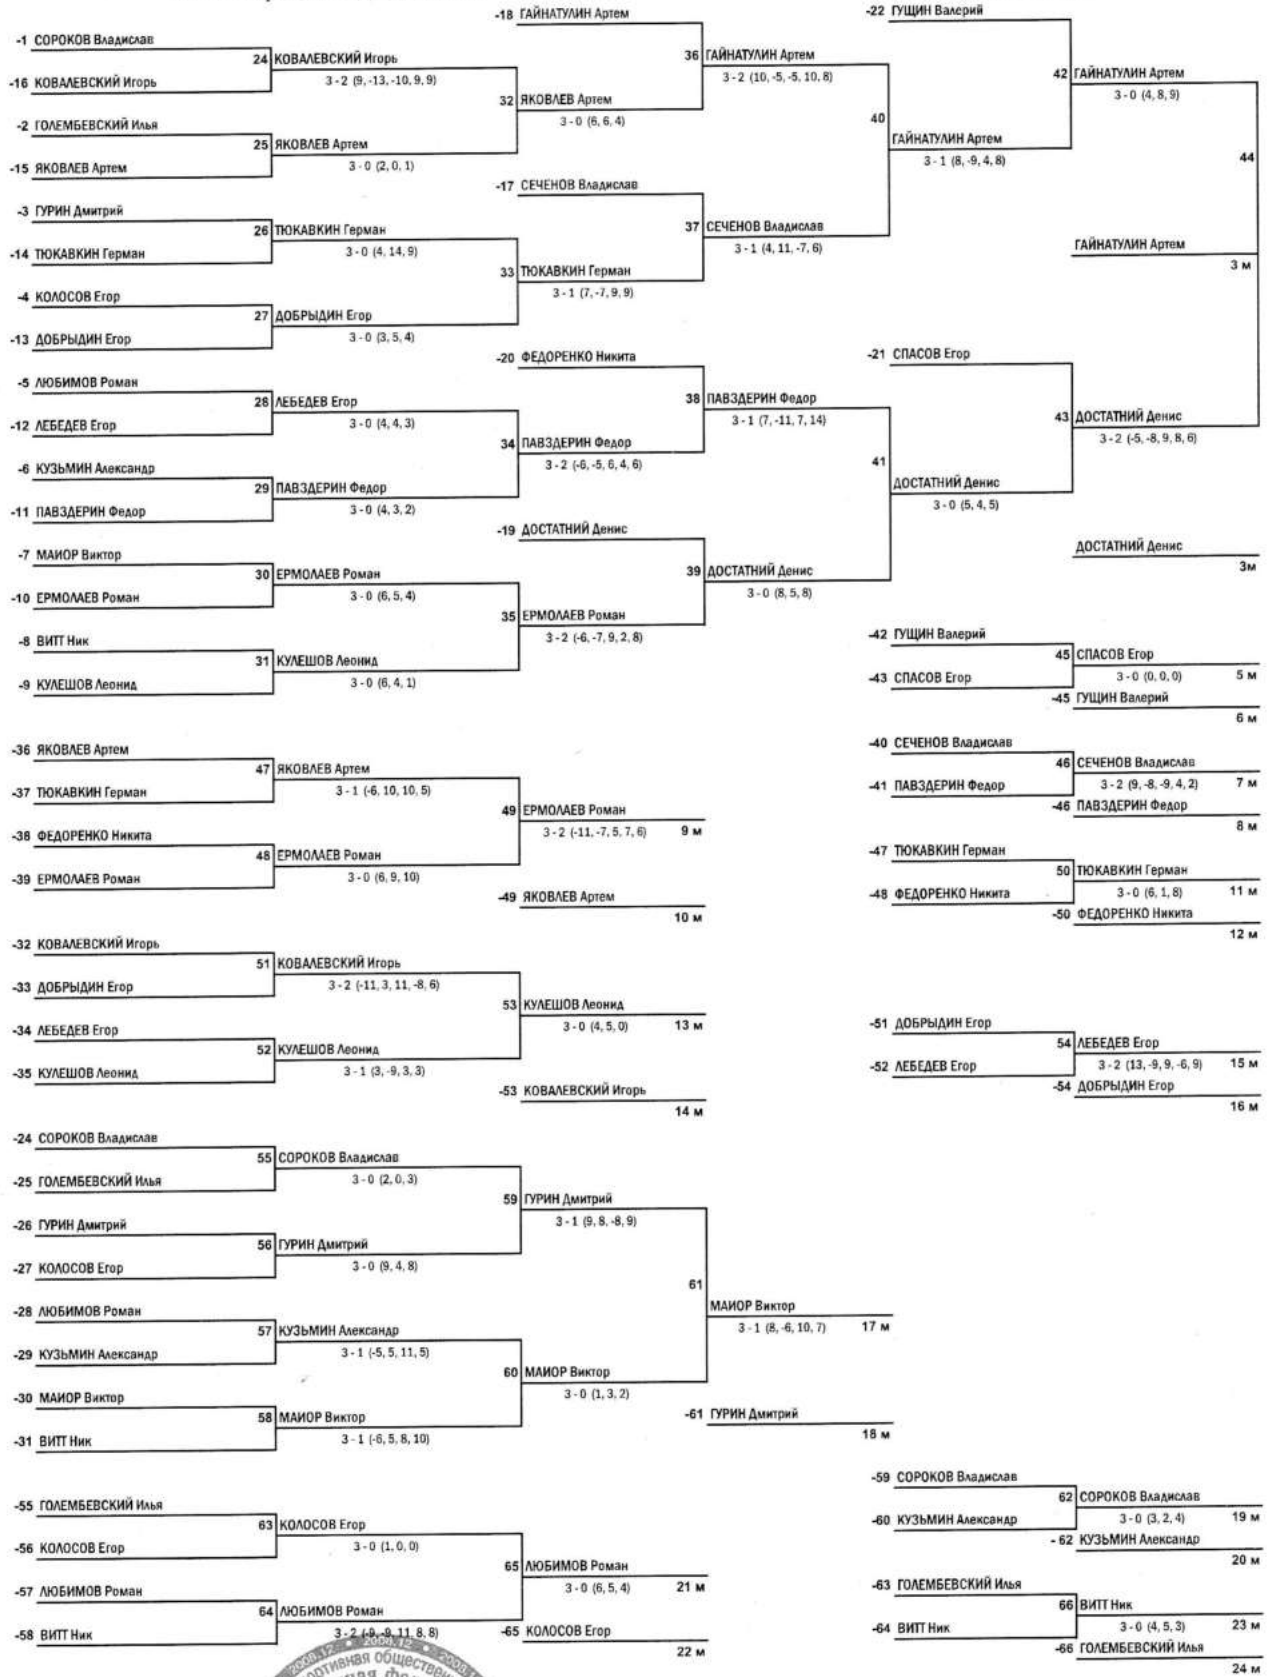 -1 СОРОКОВ Владислав
-16 КОВАЛЕВСКИЙ Игорь
24 КОВАЛЕВСКИЙ Игорь
3 - 2 (9, -13, -10, 9, 9)
-2 ГОЛЕМБЕВСКИЙ Илья
-15 ЯКОВЛЕВ Артем
25 ЯКОВЛЕВ Артем
3 - 0 (2, 0, 1)
-3 ГУРИН Дмитрий
-14 ТЮКАВКИН Герман
26 ТЮКАВКИН Герман
3 - 0 (4, 14, 9)
-4 КОЛОСОВ Егор
-13 ДОБРЫДИН Егор
27 ДОБРЫДИН Егор
3 - 0 (3, 5, 4)
-5 ЛЮБИМОВ Роман
-12 ЛЕБЕДЕВ Егор
28 ЛЕБЕДЕВ Егор
3 - 0 (4, 4, 3)
-6 КУЗЬМИН Александр
-11 ПАВЗДЕРИН Федор
29 ПАВЗДЕРИН Федор
3 - 0 (4, 3, 2)
-7 МАИОР Виктор
-10 ЕРМОЛАЕВ Роман
30 ЕРМОЛАЕВ Роман
3 - 0 (6, 5, 4)
-8 ВИТТ Ник
-9 КУЛЕШОВ Леонид
31 КУЛЕШОВ Леонид
3 - 0 (6, 4, 1)
-18 ГАЙНАТУЛИН Артем
32 ЯКОВЛЕВ Артем
3 - 0 (6, 6, 4)
-17 СЕЧЕНОВ Владислав
33 ТЮКАВКИН Герман
3 - 1 (7, -7, 9, 9)
-20 ФЕДОРЕНКО Никита
34 ПАВЗДЕРИН Федор
3 - 2 (-6, -5, 6, 4, 6)
-19 ДОСТАТНИЙ Денис
35 ЕРМОЛАЕВ Роман
3 - 2 (-6, -7, 9, 2, 8)
36 ГАЙНАТУЛИН Артем
3 - 2 (10, -5, -5, 10, 8)
37 СЕЧЕНОВ Владислав
3 - 1 (4, 11, -7, 6)
38 ПАВЗДЕРИН Федор
3 - 1 (7, -11, 7, 14)
39 ДОСТАТНИЙ Денис
3 - 0 (8, 5, 8)
-22 ГУЩИН Валерий
40
ГАЙНАТУЛИН Артем
3 - 1 (8, -9, 4, 8)
-21 СПАСОВ Егор
41
ДОСТАТНИЙ Денис
3 - 0 (5, 4, 5)
42 ГАЙНАТУЛИН Артем
3 - 0 (4, 8, 9)
44
ГАЙНАТУЛИН Артем
3 м
43 ДОСТАТНИЙ Денис
3 - 2 (-5, -8, 9, 8, 6)
ДОСТАТНИЙ Денис
3м
-42 ГУЩИН Валерий
-43 СПАСОВ Егор
45 СПАСОВ Егор
3 - 0 (0, 0, 0) 5 м
-45 ГУЩИН Валерий
6 м
-36 ЯКОВЛЕВ Артем
-37 ТЮКАВКИН Герман
47 ЯКОВЛЕВ Артем
3 - 1 (-6, 10, 10, 5)
-38 ФЕДОРЕНКО Никита
-39 ЕРМОЛАЕВ Роман
48 ЕРМОЛАЕВ Роман
3 - 0 (6, 9, 10)
49 ЕРМОЛАЕВ Роман
3 - 2 (-11, -7, 5, 7, 6) 9 м
-49 ЯКОВЛЕВ Артем
10 м
-40 СЕЧЕНОВ Владислав
-41 ПАВЗДЕРИН Федор
46 СЕЧЕНОВ Владислав
3 - 2 (9, -8, -9, 4, 2) 7 м
-46 ПАВЗДЕРИН Федор
8 м
-47 ТЮКАВКИН Герман
-48 ФЕДОРЕНКО Никита
50 ТЮКАВКИН Герман
3 - 0 (6, 1, 8) 11 м
-50 ФЕДОРЕНКО Никита
12 м
-32 КОВАЛЕВСКИЙ Игорь
-33 ДОБРЫДИН Егор
51 КОВАЛЕВСКИЙ Игорь
3 - 2 (-11, 3, 11, -8, 6)
-34 ЛЕБЕДЕВ Егор
-35 КУЛЕШОВ Леонид
52 КУЛЕШОВ Леонид
3 - 1 (3, -9, 3, 3)
53 КУЛЕШОВ Леонид
3 - 0 (4, 5, 0) 13 м
-53 КОВАЛЕВСКИЙ Игорь
14 м
-51 ДОБРЫДИН Егор
-52 ЛЕБЕДЕВ Егор
54 ЛЕБЕДЕВ Егор
3 - 2 (13, -9, 9, -6, 9) 15 м
-54 ДОБРЫДИН Егор
16 м
-24 СОРОКОВ Владислав
-25 ГОЛЕМБЕВСКИЙ Илья
55 СОРОКОВ Владислав
3 - 0 (2, 0, 3)
-26 ГУРИН Дмитрий
-27 КОЛОСОВ Егор
56 ГУРИН Дмитрий
3 - 0 (9, 4, 8)
-28 ЛЮБИМОВ Роман
-29 КУЗЬМИН Александр
57 КУЗЬМИН Александр
3 - 1 (-5, 5, 11, 5)
-30 МАИОР Виктор
-31 ВИТТ Ник
58 МАИОР Виктор
3 - 1 (-6, 5, 8, 10)
59 ГУРИН Дмитрий
3 - 1 (9, 8, -8, 9)
60 МАИОР Виктор
3 - 0 (1, 3, 2)
61
МАИОР Виктор
3 - 1 (8, -6, 10, 7) 17 м
-61 ГУРИН Дмитрий
18 м
-55 ГОЛЕМБЕВСКИЙ Илья
-56 КОЛОСОВ Егор
63 КОЛОСОВ Егор
3 - 0 (1, 0, 0)
-57 ЛЮБИМОВ Роман
-58 ВИТТ Ник
64 ЛЮБИМОВ Роман
3 - 2 (-9, -9, 11, 8, 8)
65 ЛЮБИМОВ Роман
3 - 0 (6, 5, 4) 21 м
-65 КОЛОСОВ Егор
22 м
-59 СОРОКОВ Владислав
-60 КУЗЬМИН Александр
62 СОРОКОВ Владислав
3 - 0 (3, 2, 4) 19 м
- 62 КУЗЬМИН Александр
20 м
-63 ГОЛЕМБЕВСКИЙ Илья
-64 ВИТТ Ник
66 ВИТТ Ник
3 - 0 (4, 5, 3) 23 м
-66 ГОЛЕМБЕВСКИЙ Илья
24 м